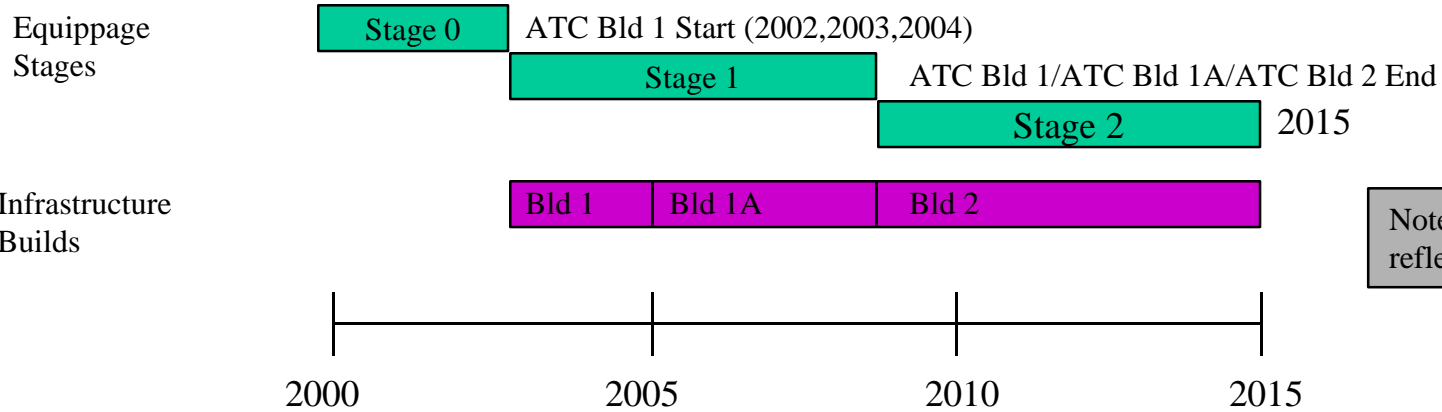 Equippage
Stages
Stage 0
ATC Bld 1 Start (2002,2003,2004)
Stage 1
ATC Bld 1/ATC Bld 1A/ATC Bld 2 End
Stage 2
2015
Infrastructure
Builds
Bld 1
Bld 1A
Bld 2
Note
2000
2005
2010
2015